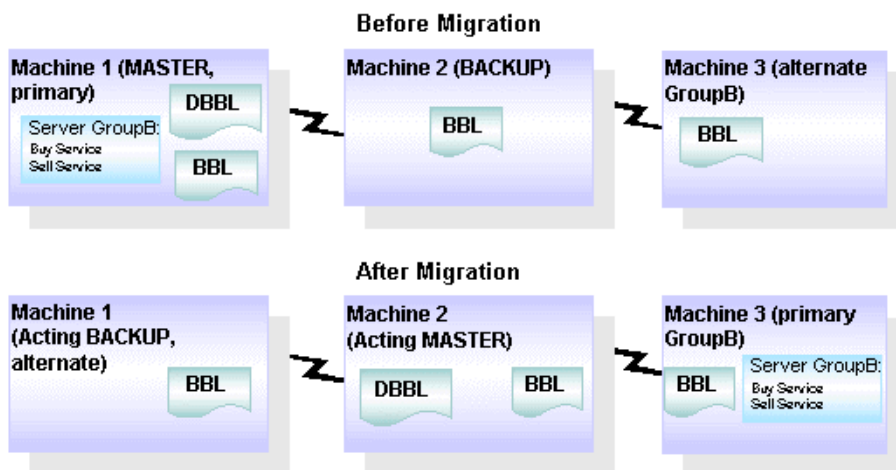 Before Migration
Machine 1 (MASTER,
primary)
DBBL
Server GroupB:
Buy Service
Sell Service
BBL
Machine 2 (BACKUP)
BBL
Machine 3 (alternate
GroupB)
BBL
After Migration
Machine 1
(Acting BACKUP,
alternate)
BBL
Machine 2
(Acting MASTER)
DBBL
BBL
Machine 3 (primary
GroupB)
BBL
Server GroupB:
Buy Service
Sell Service